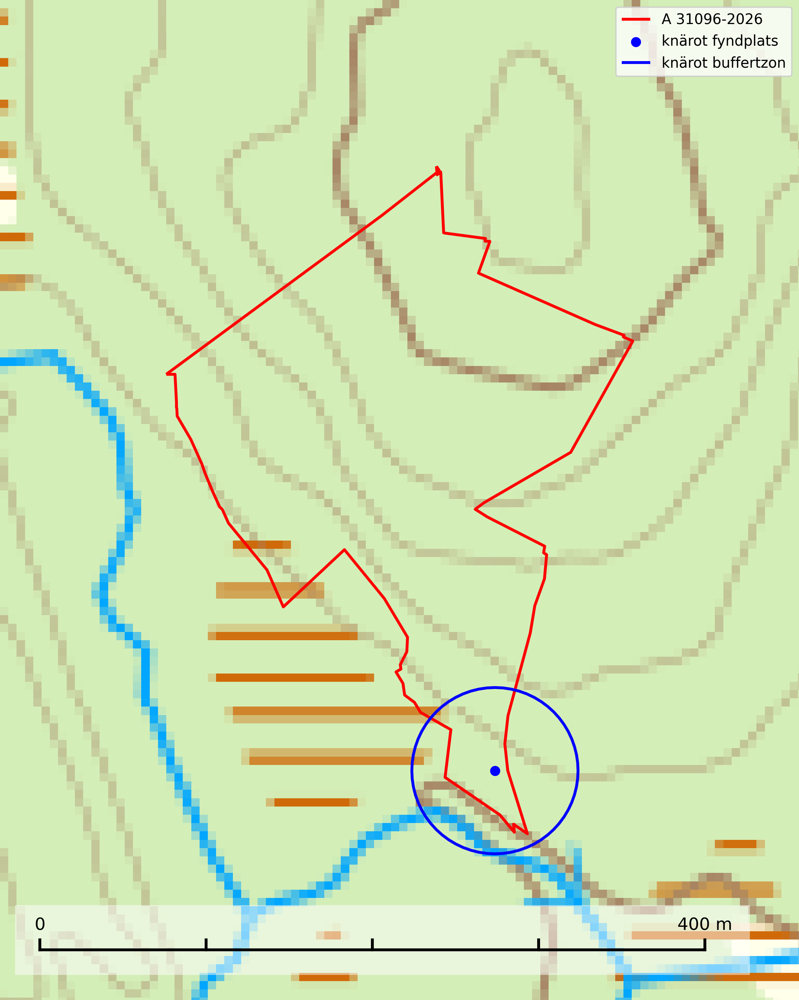 A 31096-2026
knärot fyndplats
knärot buffertzon
0 400 m